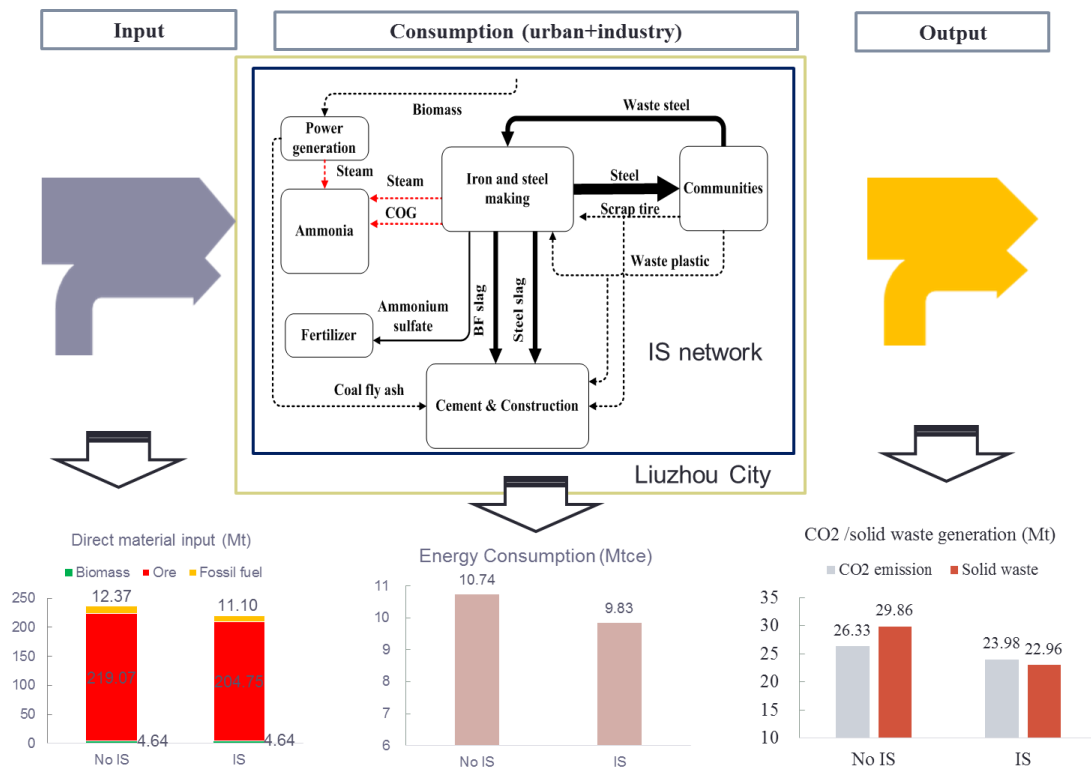 Input
Consumption (urban+industry)
Output
Biomass
Waste steel
Power
generation
Steam
Steam
COG
Ammonia
Iron and steel
making
Steel
Communities
Scrap tire
Waste plastic
BF slag
Steel slag
Ammonium
sulfate
Fertilizer
IS network
Coal fly ash
Cement & Construction
Liuzhou City
Direct material input (Mt)
Biomass Ore Fossil fuel
250
200
150
100
50
0
12.37
219.07
4.64
11.10
204.75
4.64
No IS
IS
Energy Consumption (Mtce)
11
10
9
8
7
6
10.74
9.83
No IS
IS
CO2 /solid waste generation (Mt)
CO2 emission Solid waste
35
30
25
20
15
10
26.33
29.86
23.98
22.96
No IS
IS